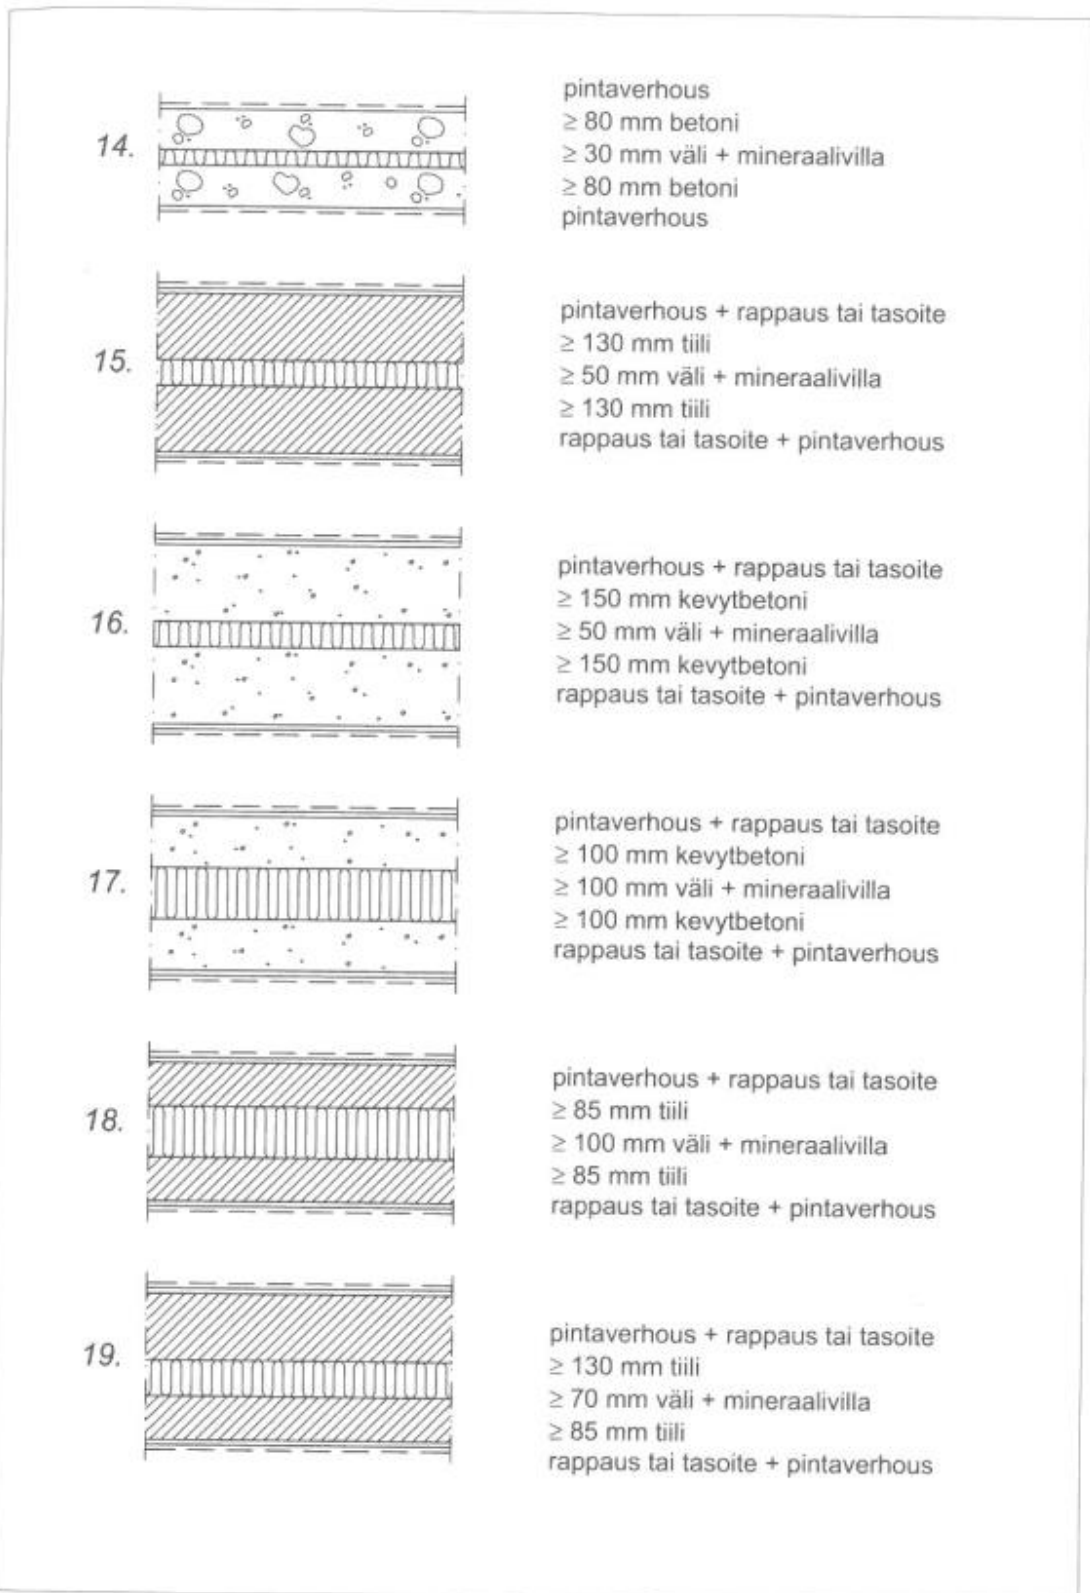 14.
pintaverhous
≥ 80 mm betoni
≥ 30 mm väli + mineraalivilla
≥ 80 mm betoni
pintaverhous
15.
pintaverhous + rappaus tai tasoite
≥ 130 mm tiili
≥ 50 mm väli + mineraalivilla
≥ 130 mm tiili
rappaus tai tasoite + pintaverhous
16.
pintaverhous + rappaus tai tasoite
≥ 150 mm kevytbetoni
≥ 50 mm väli + mineraalivilla
≥ 150 mm kevytbetoni
rappaus tai tasoite + pintaverhous
17.
pintaverhous + rappaus tai tasoite
≥ 100 mm kevytbetoni
≥ 100 mm väli + mineraalivilla
≥ 100 mm kevytbetoni
rappaus tai tasoite + pintaverhous
18.
pintaverhous + rappaus tai tasoite
≥ 85 mm tiili
≥ 100 mm väli + mineraalivilla
≥ 85 mm tiili
rappaus tai tasoite + pintaverhous
19.
pintaverhous + rappaus tai tasoite
≥ 130 mm tiili
≥ 70 mm väli + mineraalivilla
≥ 85 mm tiili
rappaus tai tasoite + pintaverhous